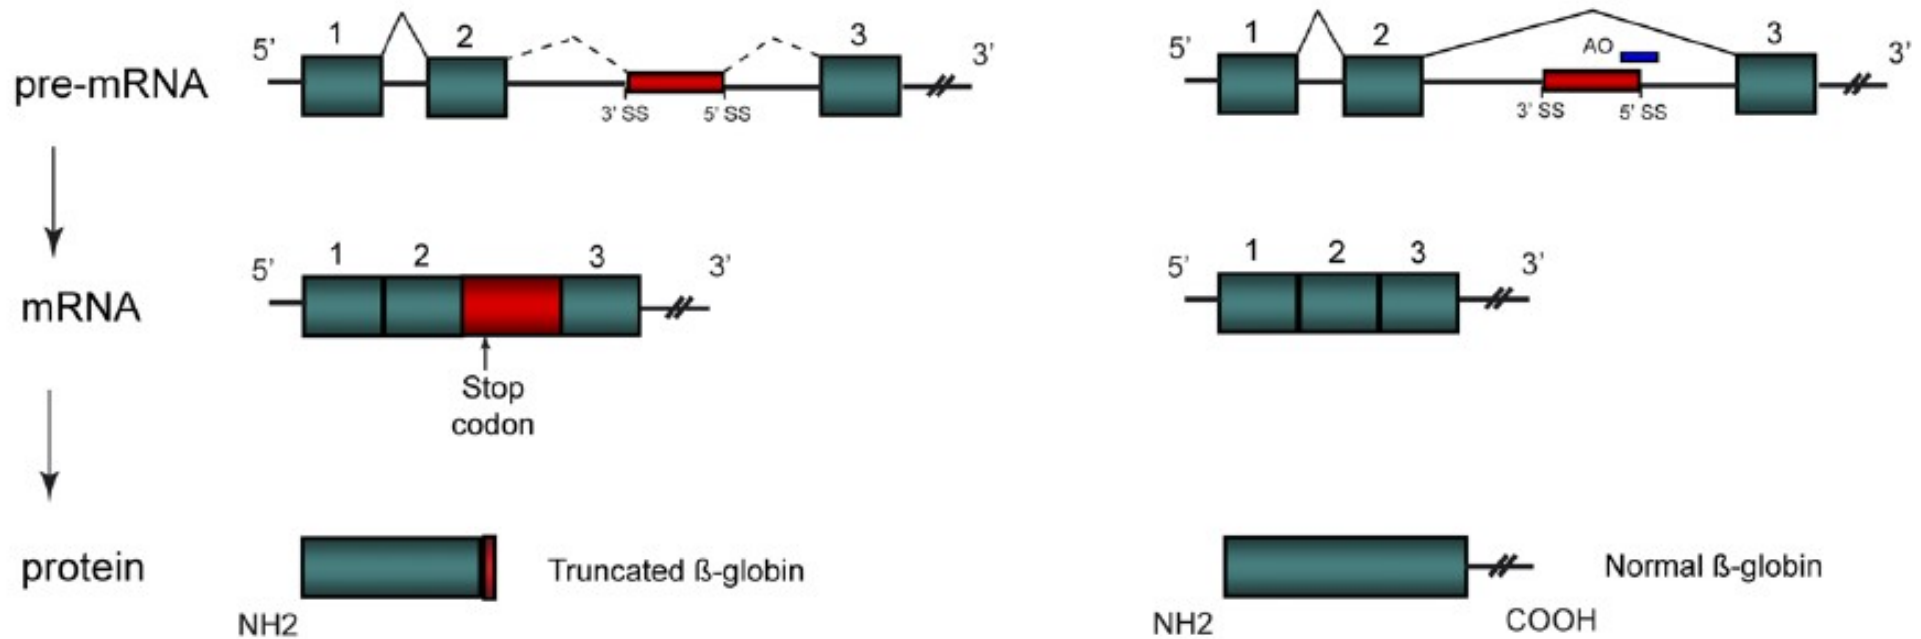 5' 1 2 3 3'
pre-mRNA
3' SS 5' SS
5' 1 2 AO 3 3'
3' SS 5' SS
5' 1 2 3 3'
mRNA
Stop
codon
5' 1 2 3 3'
protein
Truncated ß-globin
NH2
Normal ß-globin
NH2 COOH